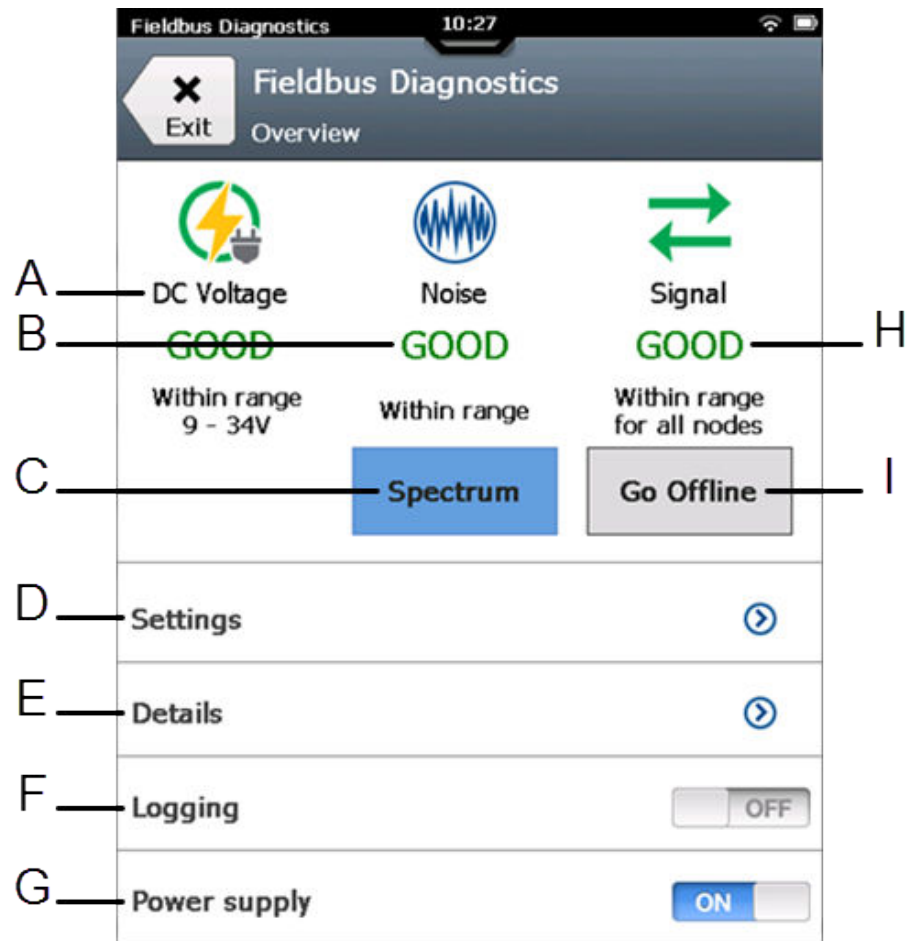 Fieldbus Diagnostics 10:27
Fieldbus Diagnostics
Exit
Overview
A DC Voltage Noise Signal
B GOOD GOOD GOOD H
Within range Within range Within range
9 - 34V for all nodes
C Spectrum Go Offline I
D Settings
E Details
F Logging OFF
G Power supply ON